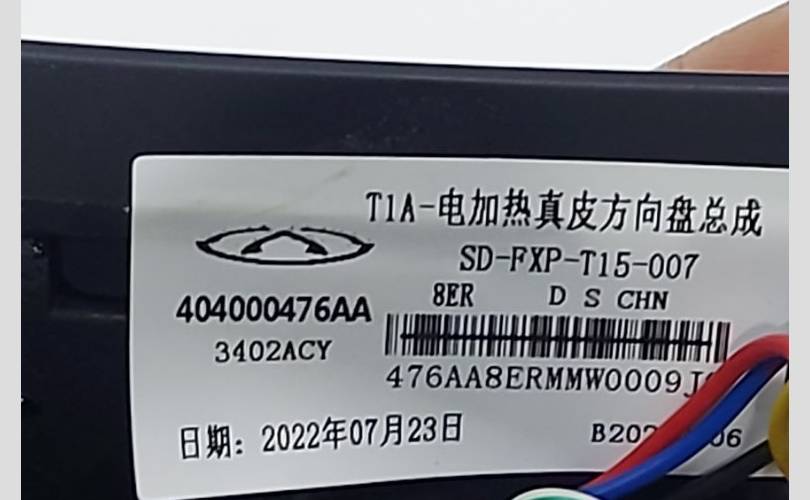 T1A-电加热真皮方向盘总成
SD-FXP-T15-007
8ER D S CHN
404000476AA
3402ACY
476AA8ERMMW0009J
日期: 2022年07月23日